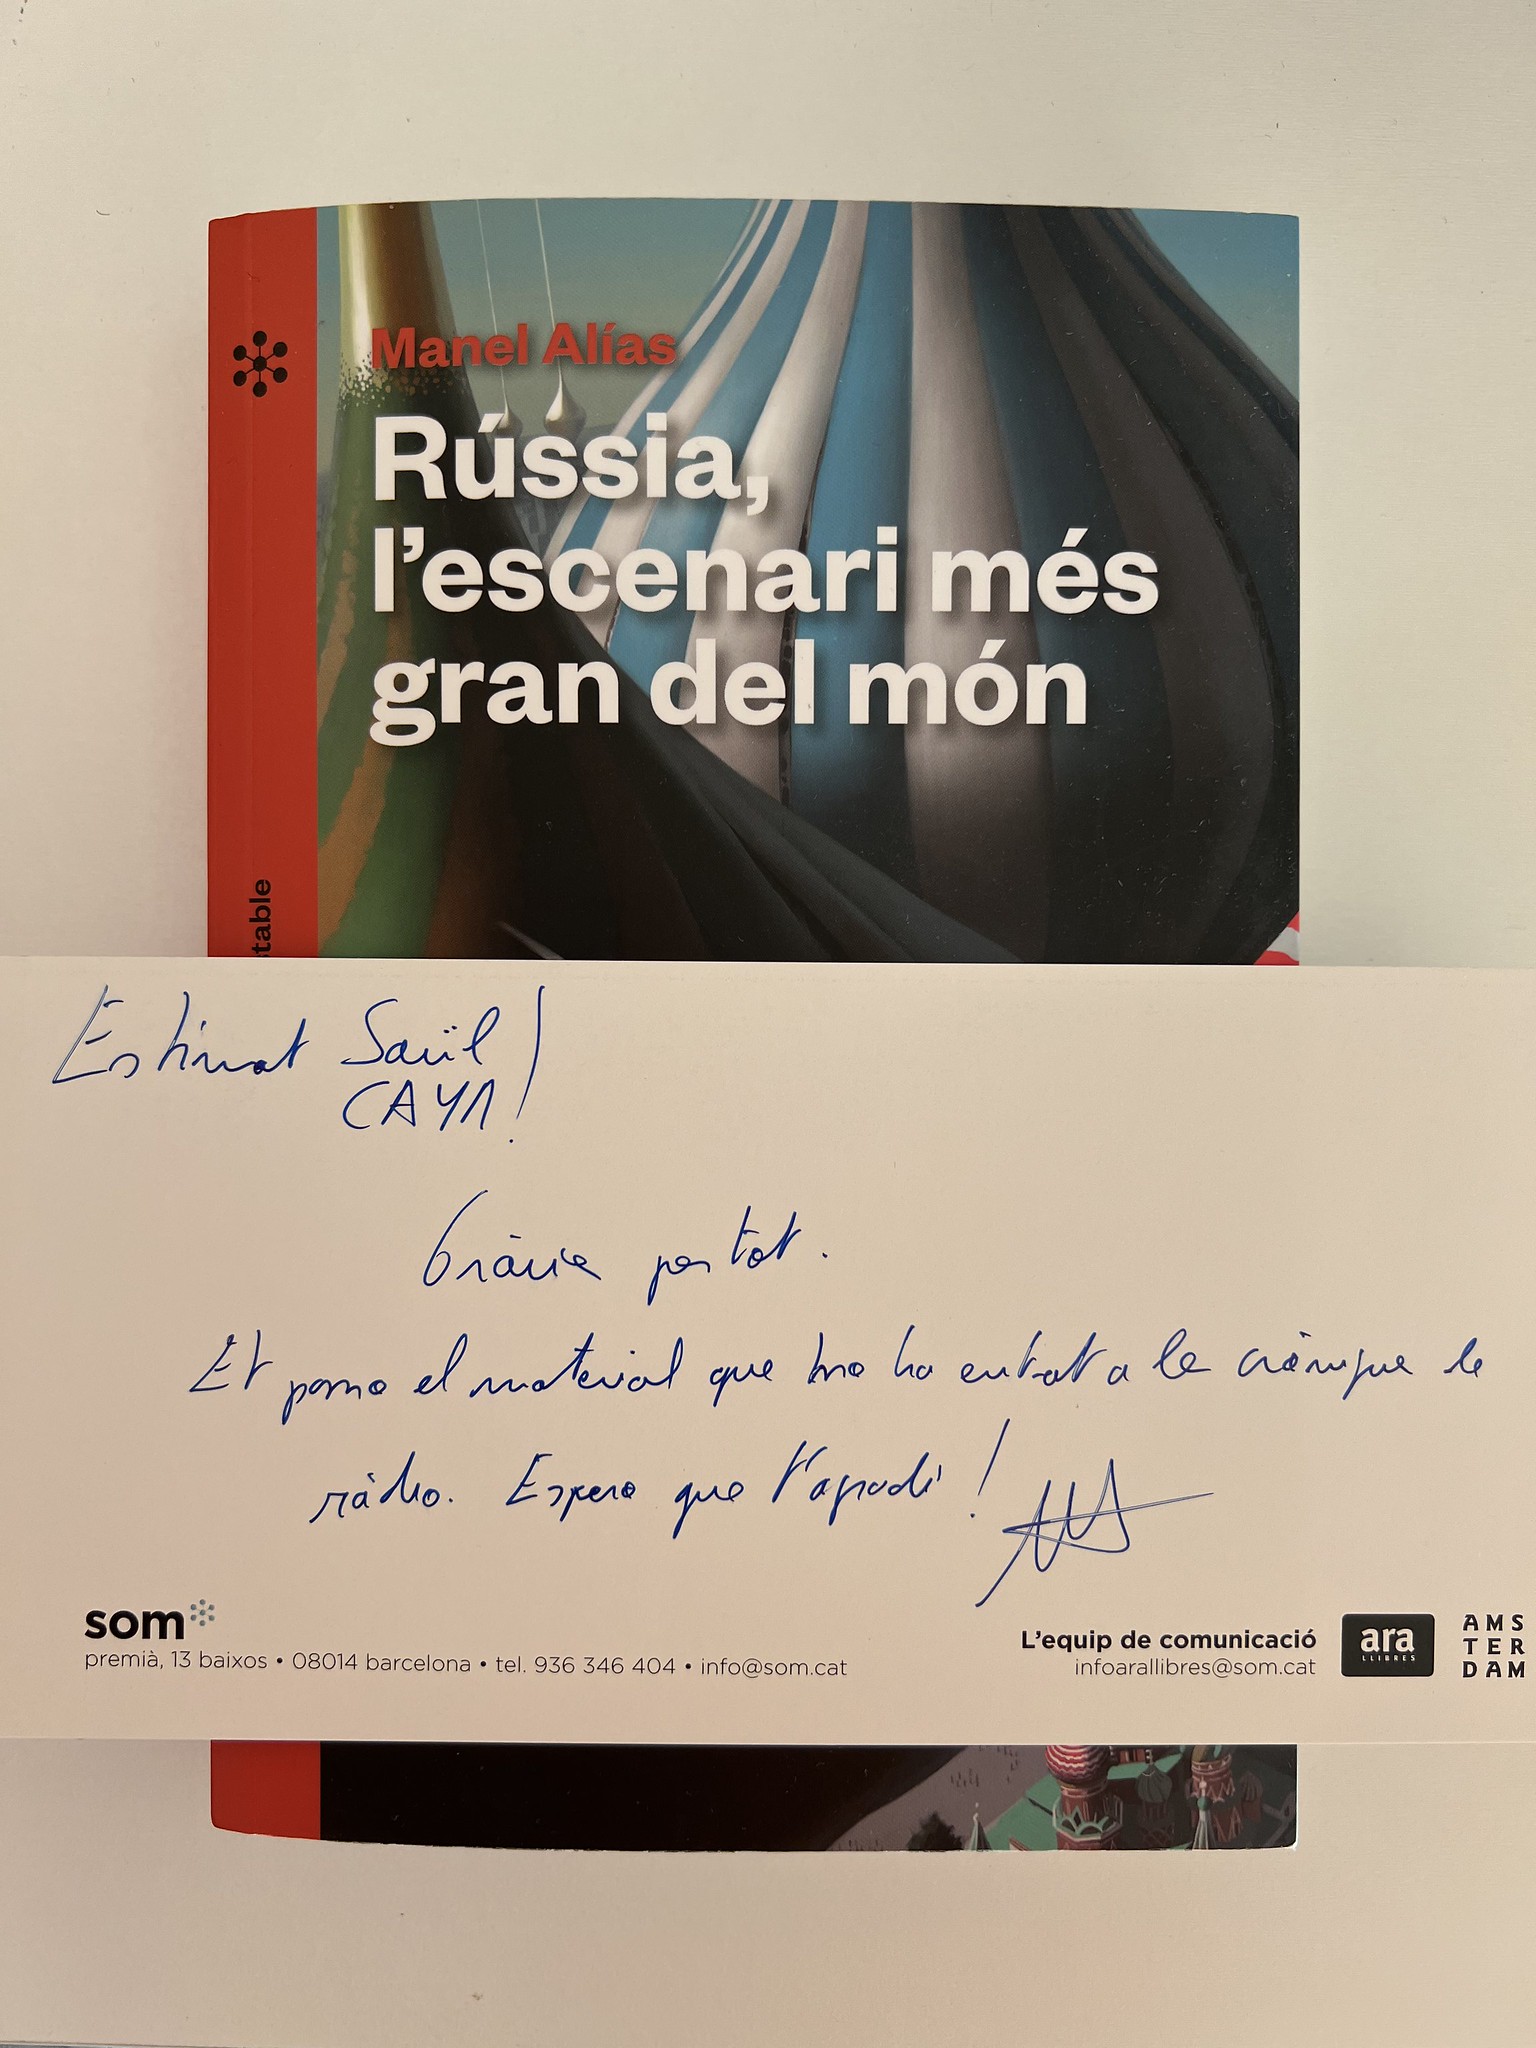 Manel Alías
Rússia,
l'escenari més
gran del món
table
Estimat Saül
CAYA!
Gràcies per tot.
Et passo el material que no ha entrat a la crònica de
ràdio. Espero que t'agradi!
som
premià, 13 baixos • 08014 barcelona • tel. 936 346 404 • info@som.cat
L'equip de comunicació
infoarallibres@som.cat
ara
LLIBRES
AMS
TER
DAM